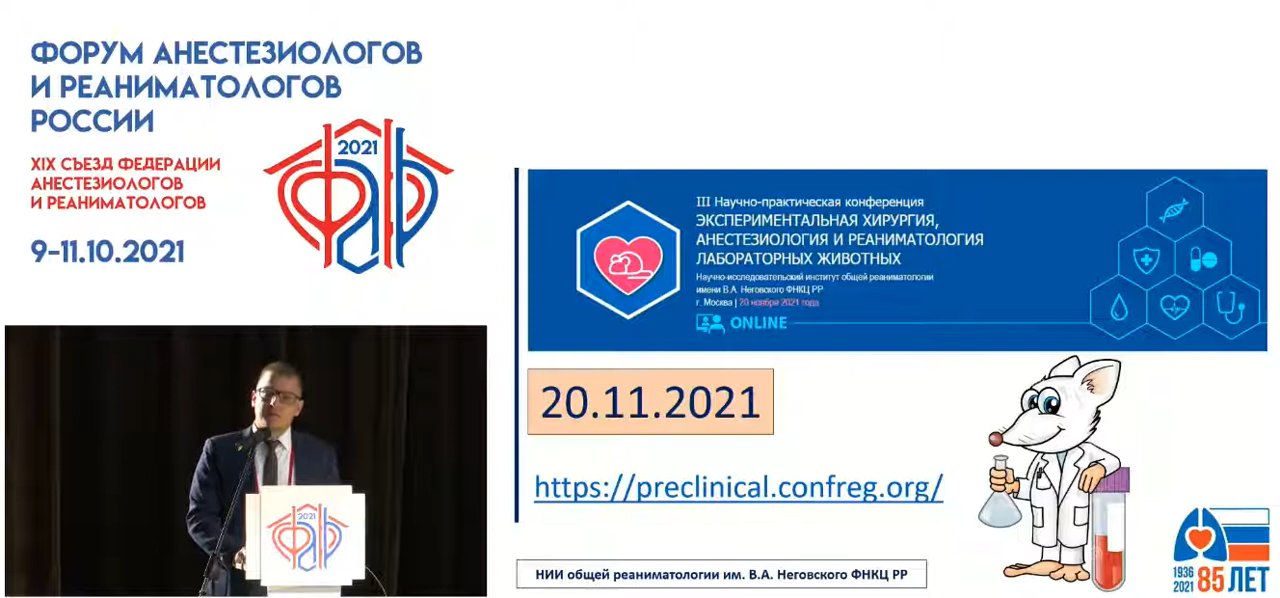 ФОРУМ АНЕСТЕЗИОЛОГОВ
И РЕАНИМАТОЛОГОВ
РОССИИ
XIX СЪЕЗД ФЕДЕРАЦИИ
АНЕСТЕЗИОЛОГОВ
И РЕАНИМАТОЛОГОВ
9-11.10.2021
2021
ФАР
2021
ФАР
III Научно-практическая конференция
ЭКСПЕРИМЕНТАЛЬНАЯ ХИРУРГИЯ,
АНЕСТЕЗИОЛОГИЯ И РЕАНИМАТОЛОГИЯ
ЛАБОРАТОРНЫХ ЖИВОТНЫХ
Научно-исследовательский институт общей реаниматологии
имени В.А. Неговского ФНКЦ РР
г. Москва | 20 ноября 2021 года
ONLINE
20.11.2021
https://preclinical.confreg.org/
НИИ общей реаниматологии им. В.А. Неговского ФНКЦ РР
1936
2021 85 ЛЕТ